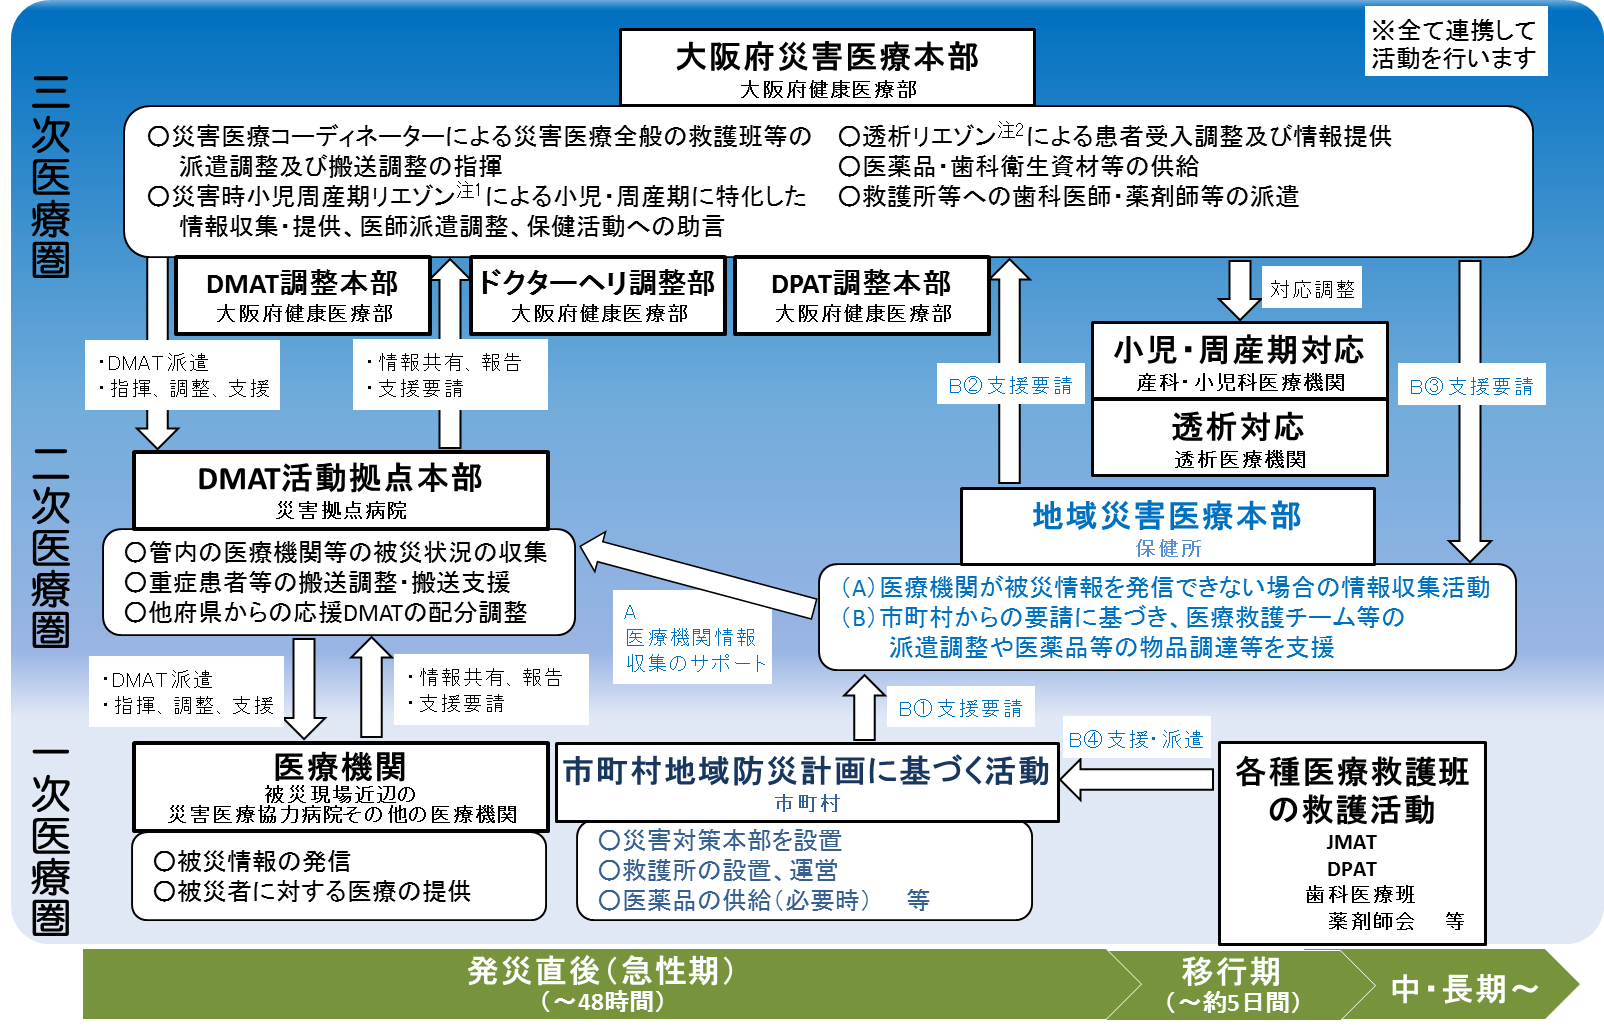 ※全て連携して
活動を行います
三次医療圏
大阪府災害医療本部
大阪府健康医療部
〇災害医療コーディネーターによる災害医療全般の救護班等の
派遣調整及び搬送調整の指揮
〇災害時小児周産期リエゾン注1による小児・周産期に特化した
情報収集・提供、医師派遣調整、保健活動への助言
〇透析リエゾン注2による患者受入調整及び情報提供
〇医薬品・歯科衛生資材等の供給
〇救護所等への歯科医師・薬剤師等の派遣
DMAT調整本部
大阪府健康医療部
ドクターヘリ調整部
大阪府健康医療部
DPAT調整本部
大阪府健康医療部
対応調整
・DMAT派遣
・指揮、調整、支援
・情報共有、報告
・支援要請
B②支援要請
小児・周産期対応
産科・小児科医療機関
透析対応
透析医療機関
B③支援要請
二次医療圏
DMAT活動拠点本部
災害拠点病院
〇管内の医療機関等の被災状況の収集
〇重症患者等の搬送調整・搬送支援
〇他府県からの応援DMATの配分調整
地域災害医療本部
保健所
（A）医療機関が被災情報を発信できない場合の情報収集活動
（B）市町村からの要請に基づき、医療救護チーム等の
派遣調整や医薬品等の物品調達等を支援
A
医療機関情報
収集のサポート
・DMAT派遣
・指揮、調整、支援
・情報共有、報告
・支援要請
B①支援要請
B④支援・派遣
一次医療圏
医療機関
被災現場近辺の
災害医療協力病院その他の医療機関
〇被災情報の発信
〇被災者に対する医療の提供
市町村地域防災計画に基づく活動
市町村
〇災害対策本部を設置
〇救護所の設置、運営
〇医薬品の供給（必要時）　等
各種医療救護班
の救護活動
JMAT
DPAT
歯科医療班
薬剤師会　等
発災直後（急性期）
（～48時間）
移行期
（～約5日間）
中・長期～